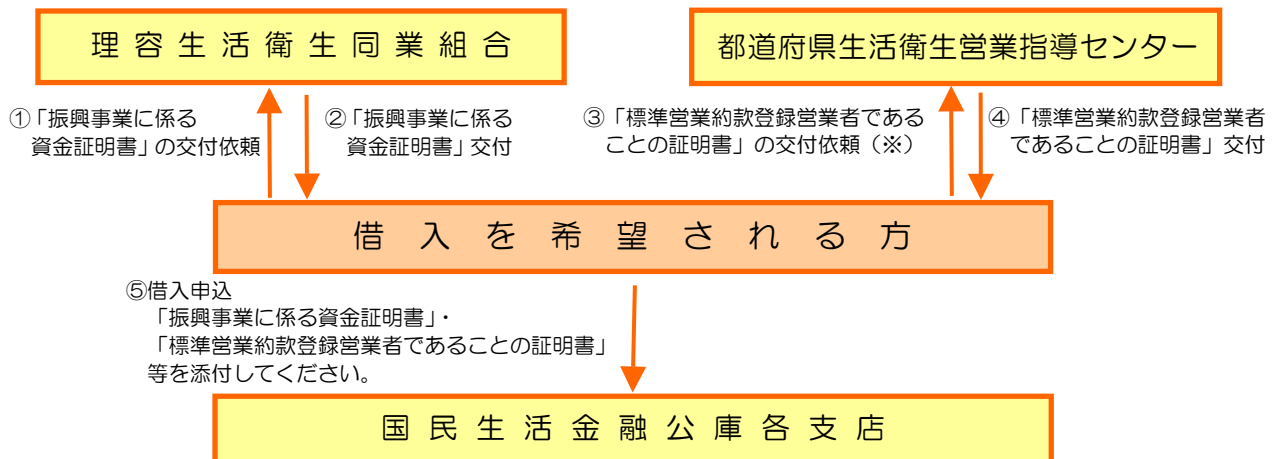 理容生活衛生同業組合
都道府県生活衛生営業指導センター
①「振興事業に係る
資金証明書」の交付依頼
②「振興事業に係る
資金証明書」交付
③「標準営業約款登録営業者である
ことの証明書」の交付依頼（※）
④「標準営業約款登録営業者
であることの証明書」交付
借入を希望される方
⑤借入申込
「振興事業に係る資金証明書」・
「標準営業約款登録営業者であることの証明書」
等を添付してください。
国民生活金融公庫各支店